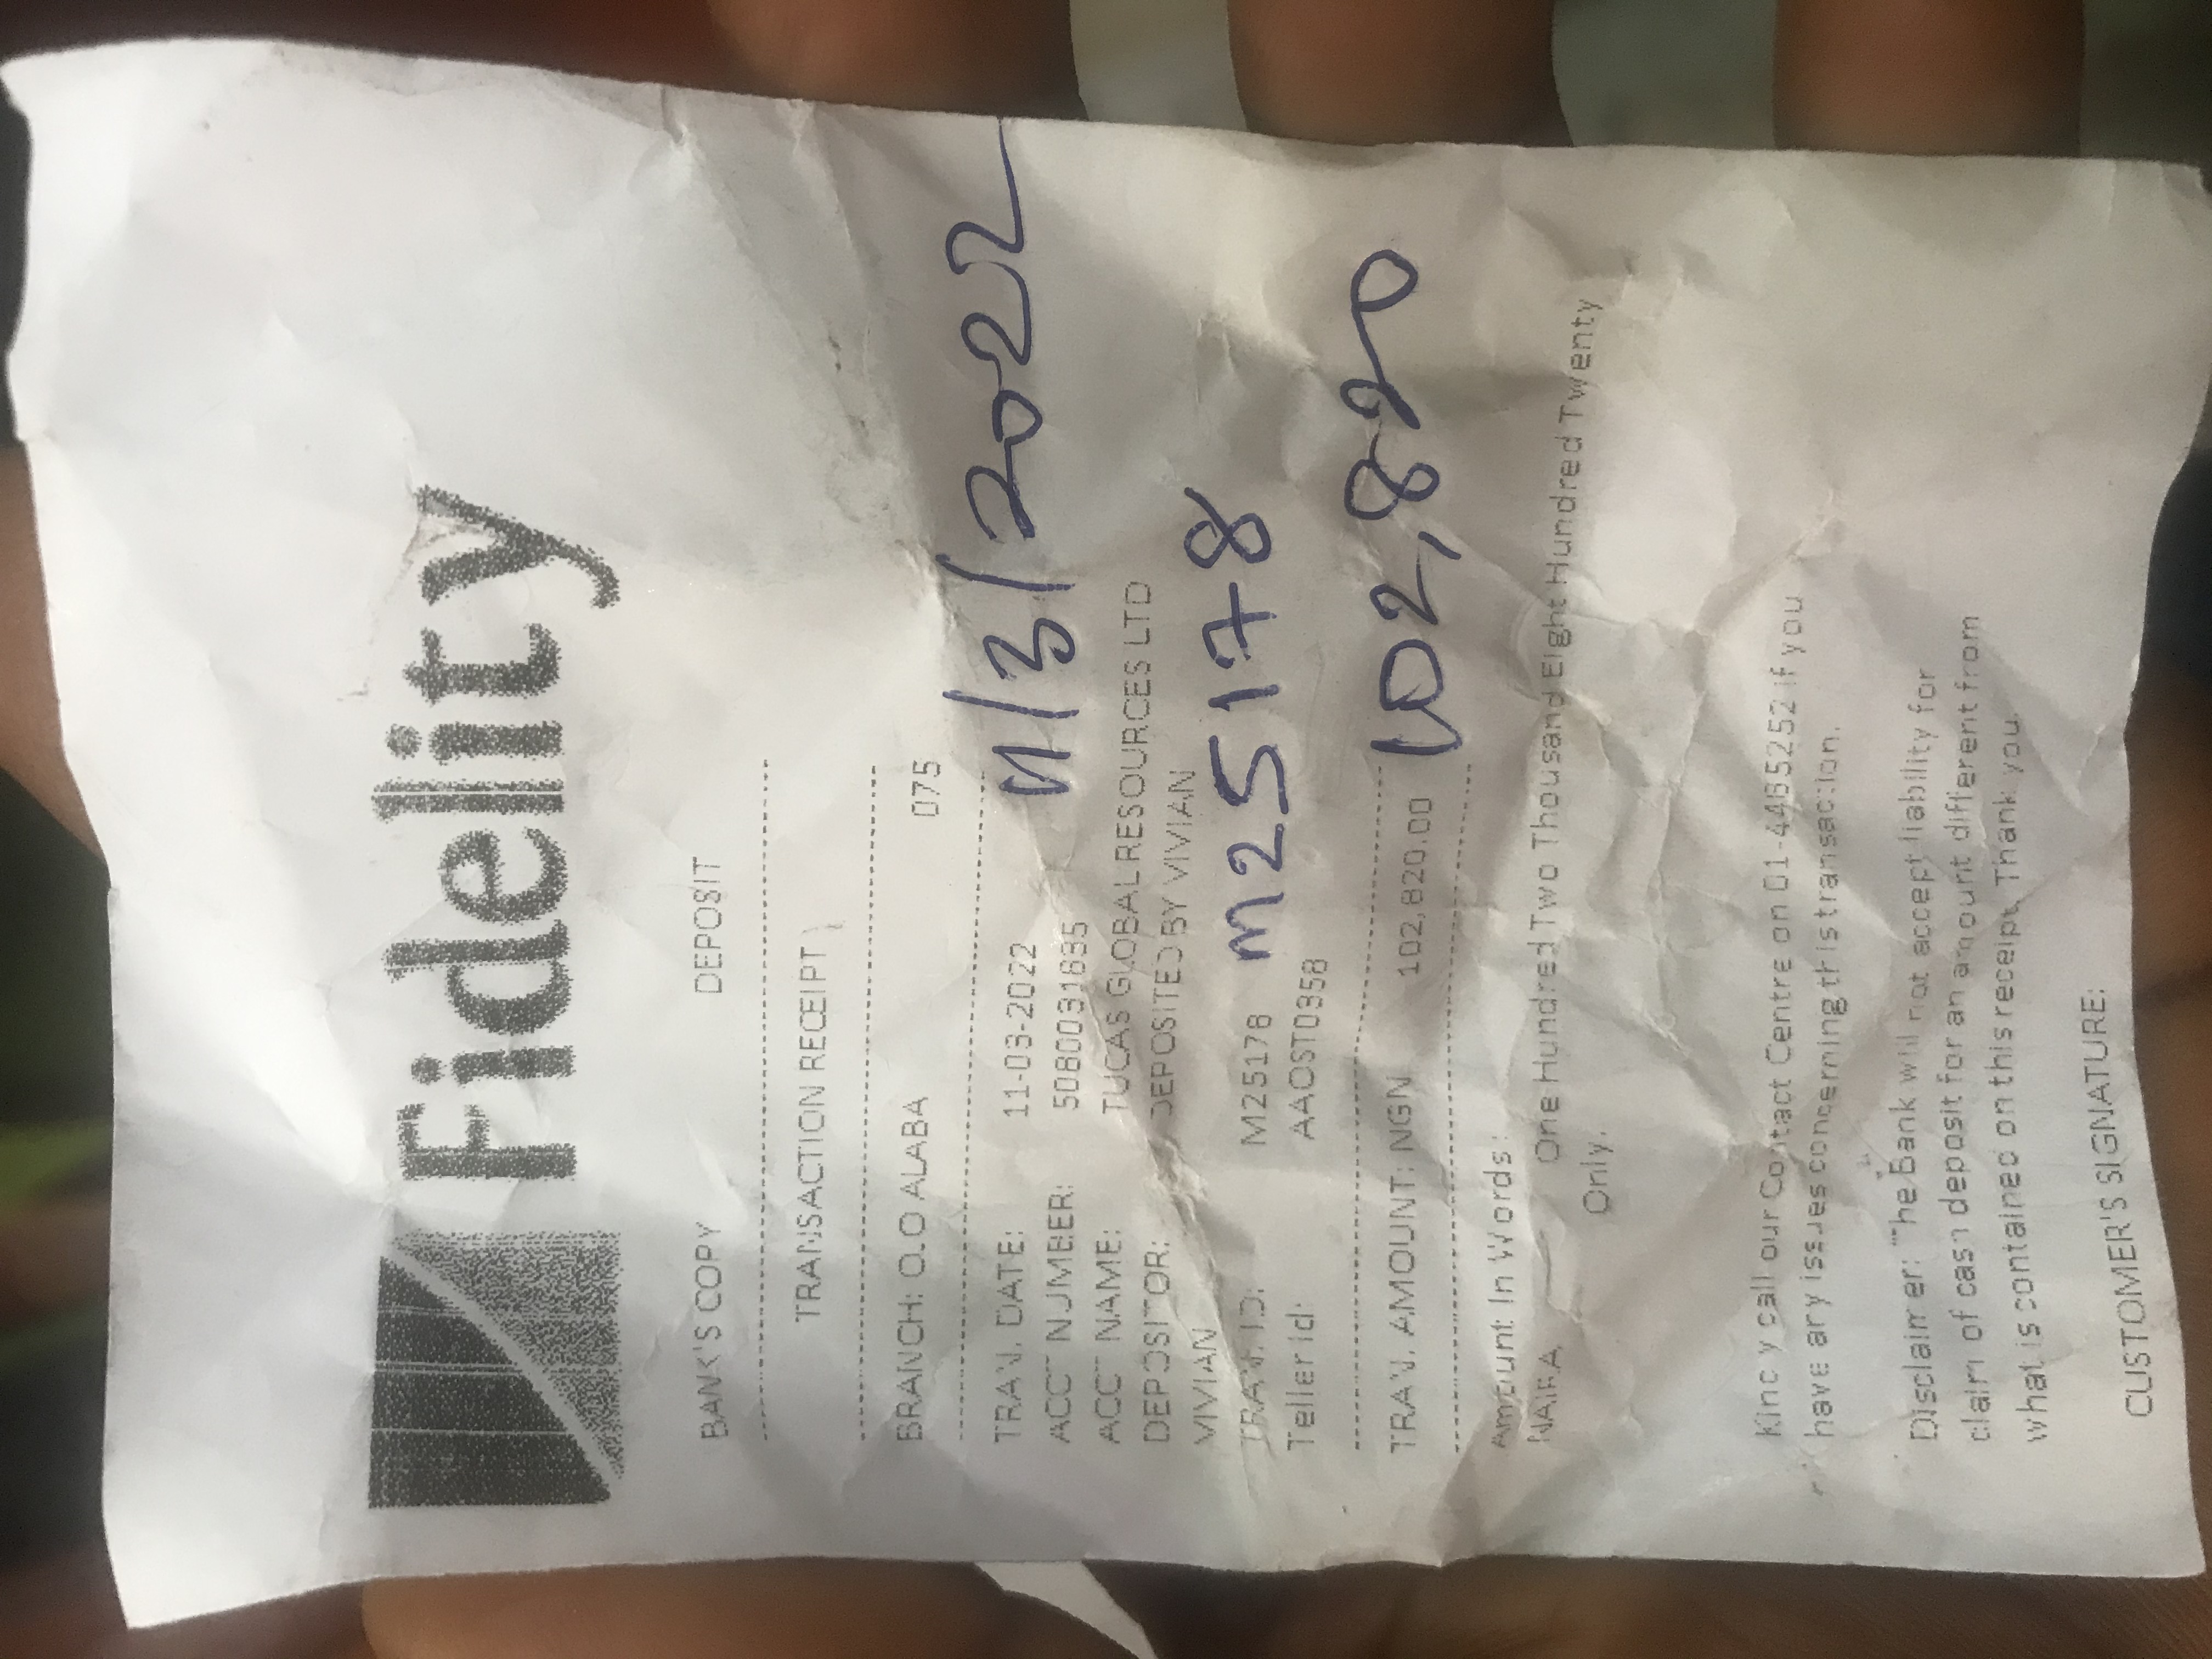 Fidelity
BANK'S COPY DEPOSIT
TRANSACTION RECEIPT
BRANCH: OJO ALABA 075
TRAN. DATE: 11-03-2022 11/3/2022
ACCT NUMBER: 5080031635
ACCT NAME: TUCAS GLOBAL RESOURCES LTD
DEPOSITOR: DEPOSITED BY VIVIAN
VIVIAN
TRAN. ID: M25178 M25178
Teller Id: AAOST0358
TRAN. AMOUNT: NGN 102,820.00 102,820
Amount In Words:
NAIRA One Hundred Two Thousand Eight Hundred Twenty
Only.
Kindly call our Contact Centre on 01-4485252 if you
have any issues concerning this transaction.
Disclaimer: "The Bank will not accept liability for
claim of cash deposit for an amount different from
what is contained on this receipt. Thank you.
CUSTOMER'S SIGNATURE: